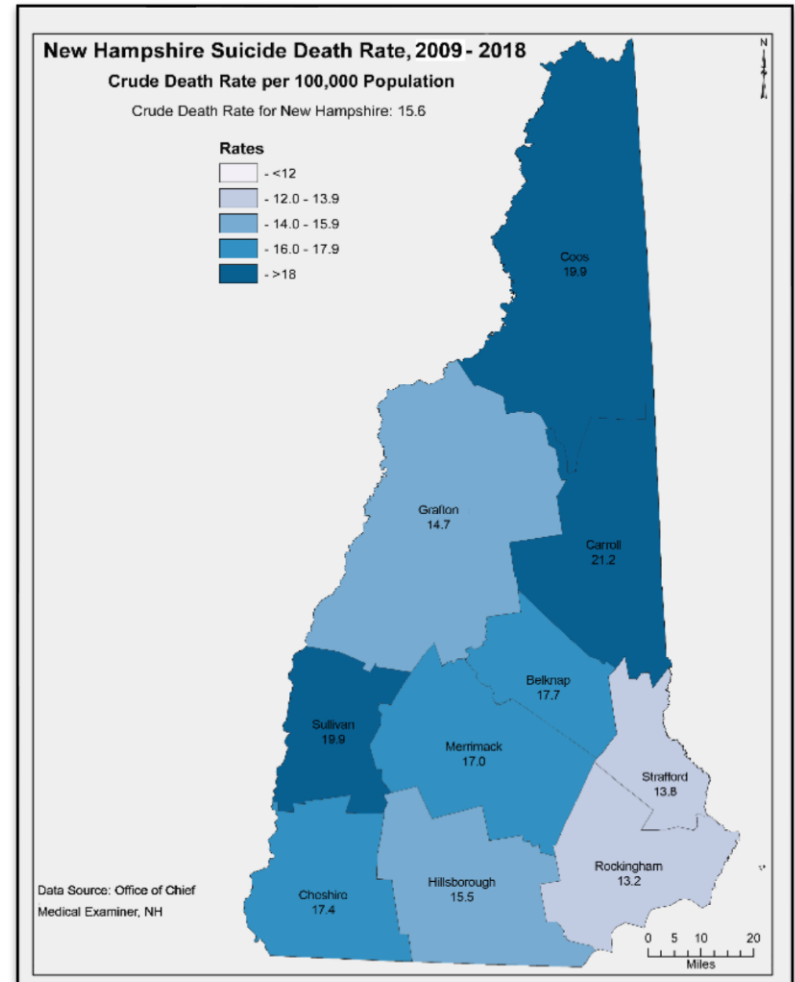 New Hampshire Suicide Death Rate, 2009 - 2018
Crude Death Rate per 100,000 Population
Crude Death Rate for New Hampshire: 15.6
N
Rates
- <12
- 12.0 - 13.9
- 14.0 - 15.9
- 16.0 - 17.9
- >18
Coos
19.9
Grafton
14.7
Carroll
21.2
Belknap
17.7
Sullivan
19.9
Merrimack
17.0
Strafford
13.8
Rockingham
13.2
Hillsborough
15.5
Cheshire
17.4
Data Source: Office of Chief
Medical Examiner, NH
0 5 10 20
Miles